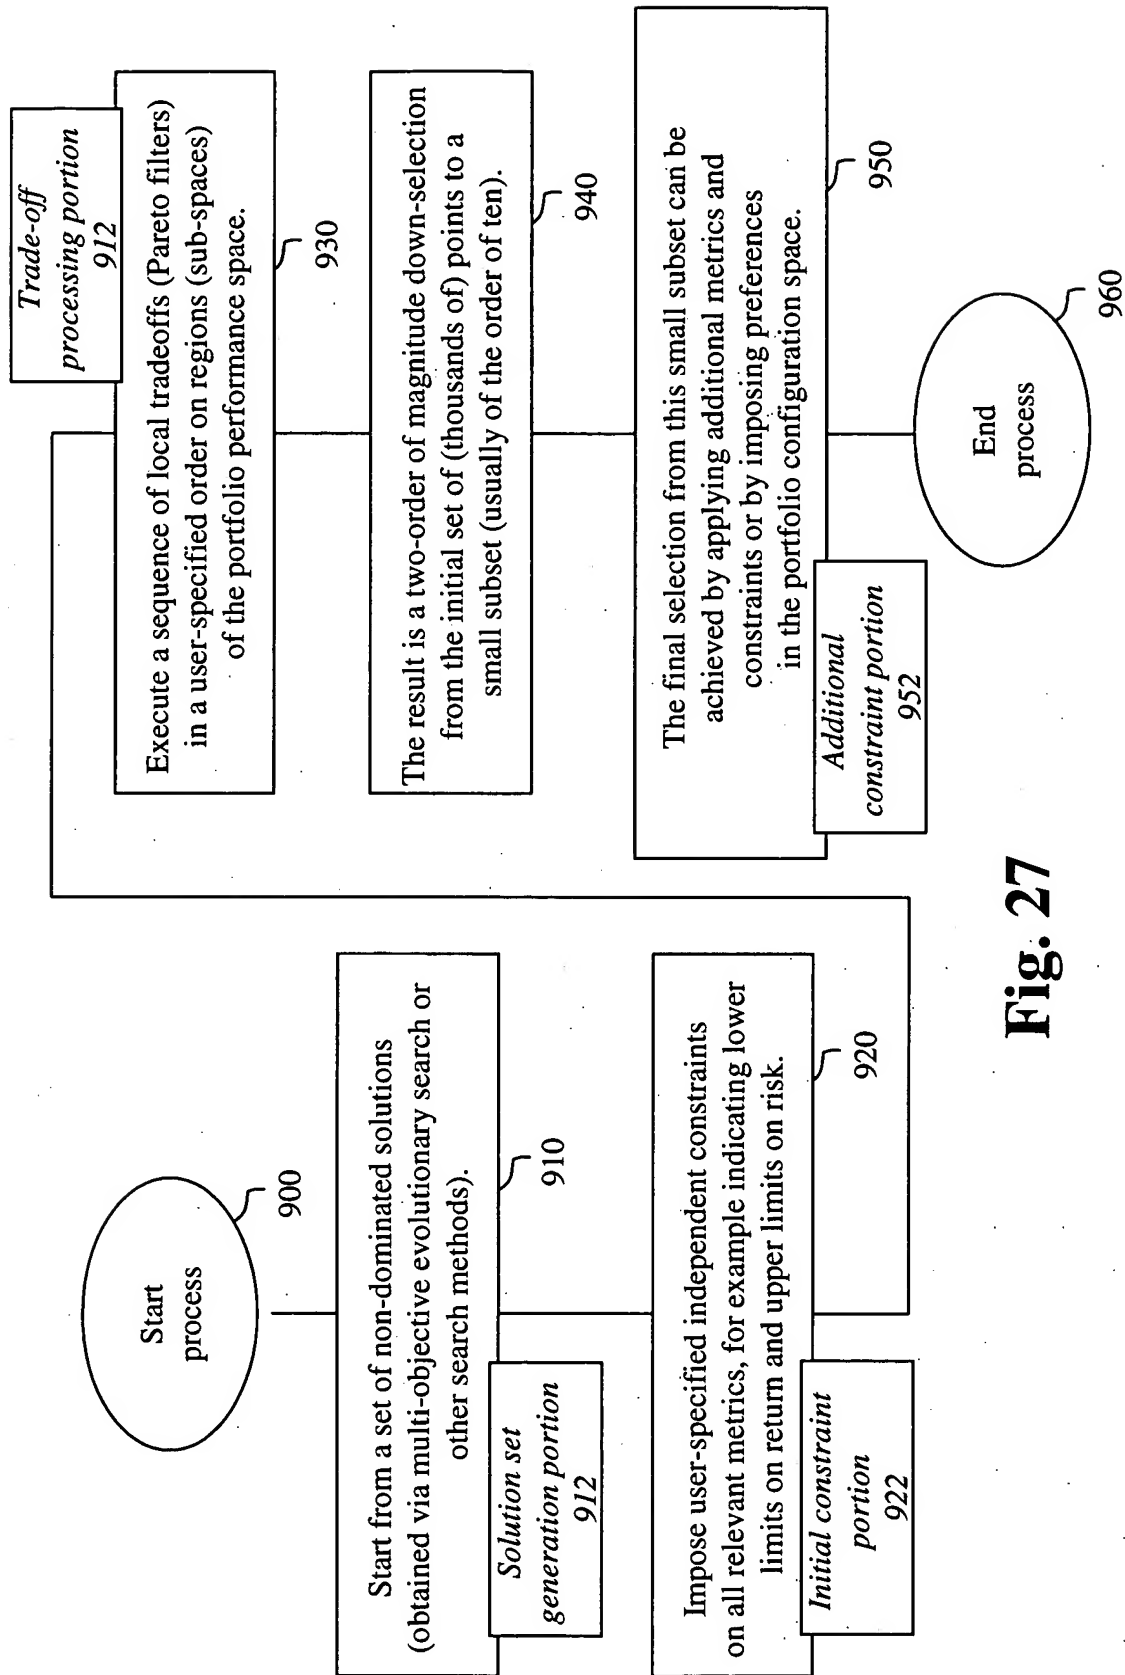 Start
process
900
Start from a set of non-dominated solutions
(obtained via multi-objective evolutionary search or
other search methods).
910
Solution set
generation portion
912
Impose user-specified independent constraints
on all relevant metrics, for example indicating lower
limits on return and upper limits on risk.
920
Initial constraint
portion
922
Trade-off
processing portion
912
Execute a sequence of local tradeoffs (Pareto filters)
in a user-specified order on regions (sub-spaces)
of the portfolio performance space.
930
The result is a two-order of magnitude down-selection
from the initial set of (thousands of) points to a
small subset (usually of the order of ten).
940
The final selection from this small subset can be
achieved by applying additional metrics and
constraints or by imposing preferences
in the portfolio configuration space.
950
Additional
constraint portion
952
End
process
960
Fig. 27